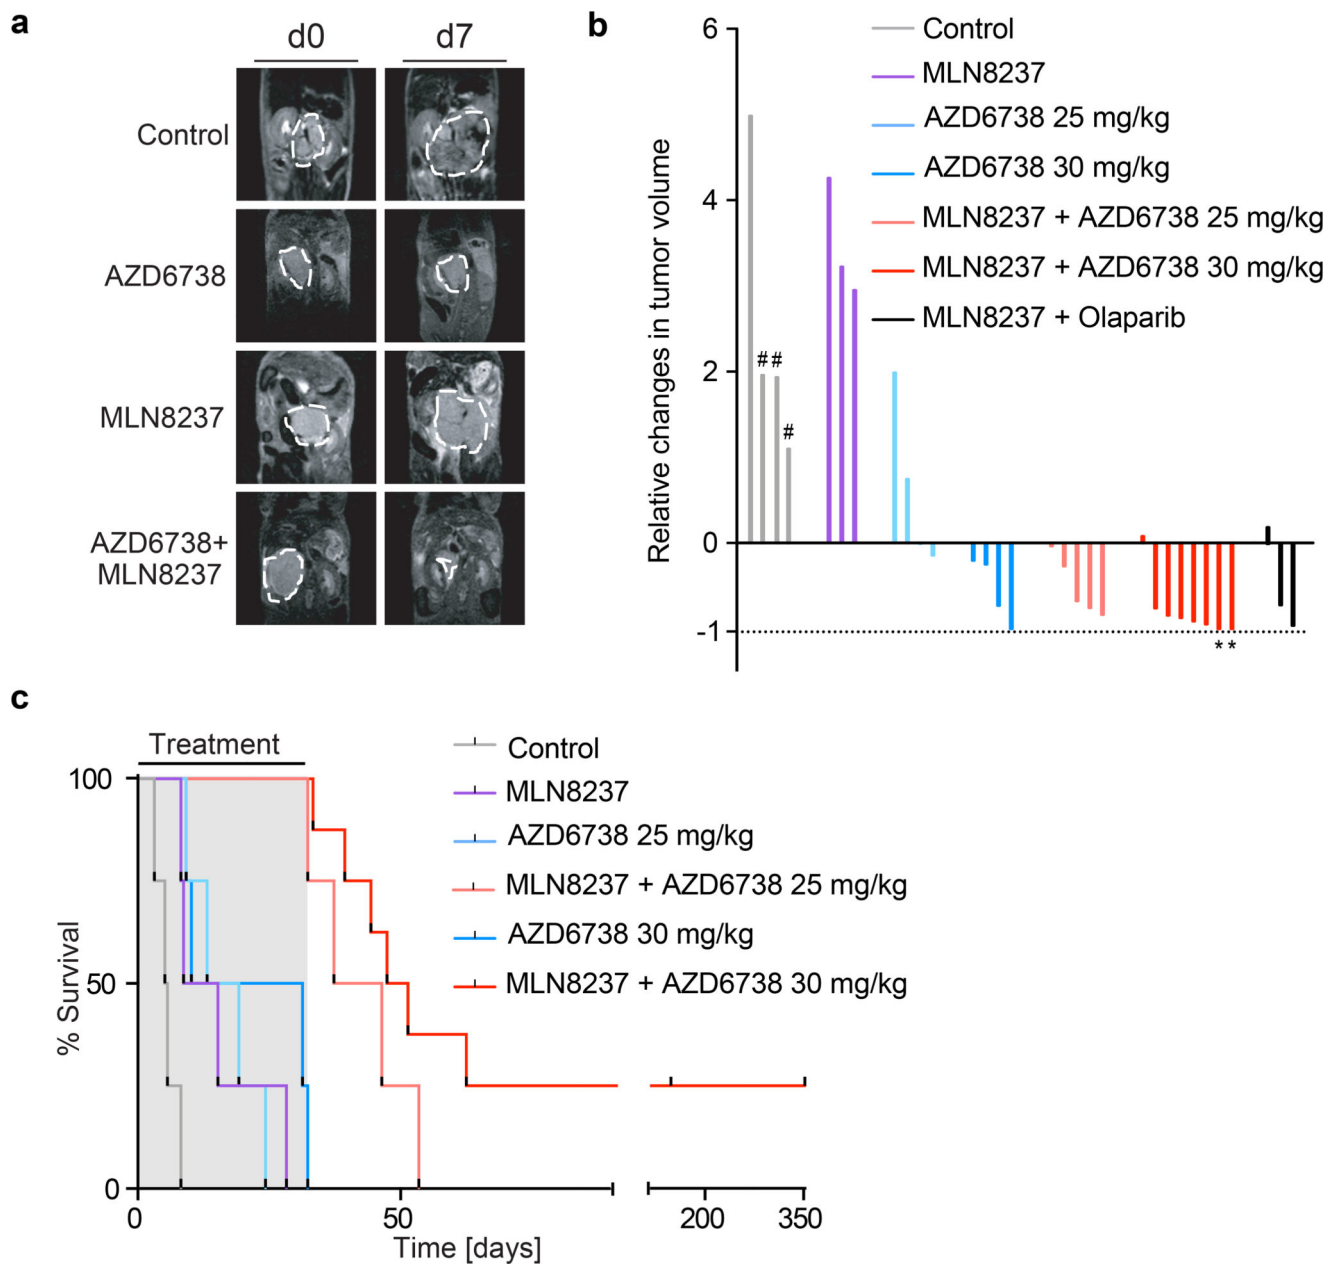 a
d0 d7
Control
AZD6738
MLN8237
AZD6738+
MLN8237
b
Relative changes in tumor volume
6
4
2
0
-1
##
#
**
Control
MLN8237
AZD6738 25 mg/kg
AZD6738 30 mg/kg
MLN8237 + AZD6738 25 mg/kg
MLN8237 + AZD6738 30 mg/kg
MLN8237 + Olaparib
c
Treatment
% Survival
100
50
0
0 50 200 350
Time [days]
Control
MLN8237
AZD6738 25 mg/kg
MLN8237 + AZD6738 25 mg/kg
AZD6738 30 mg/kg
MLN8237 + AZD6738 30 mg/kg